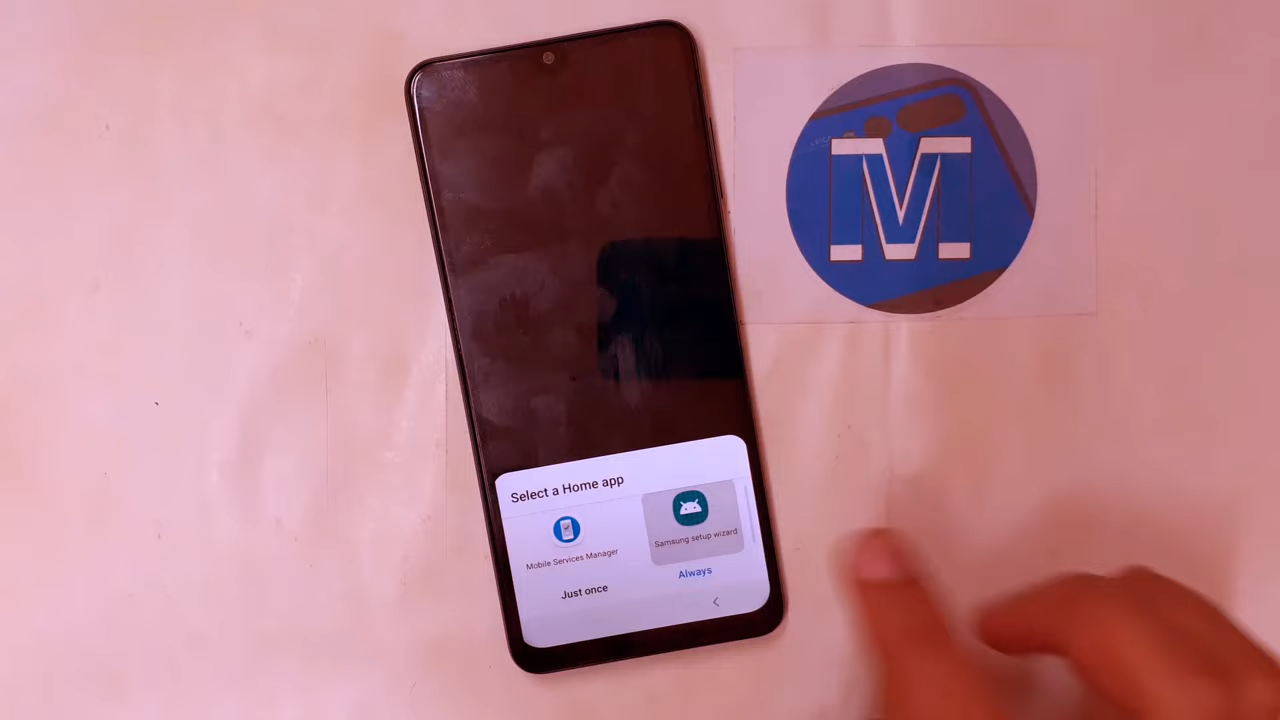 M
Select a Home app
Mobile Services Manager
Samsung setup wizard
Just once
Always